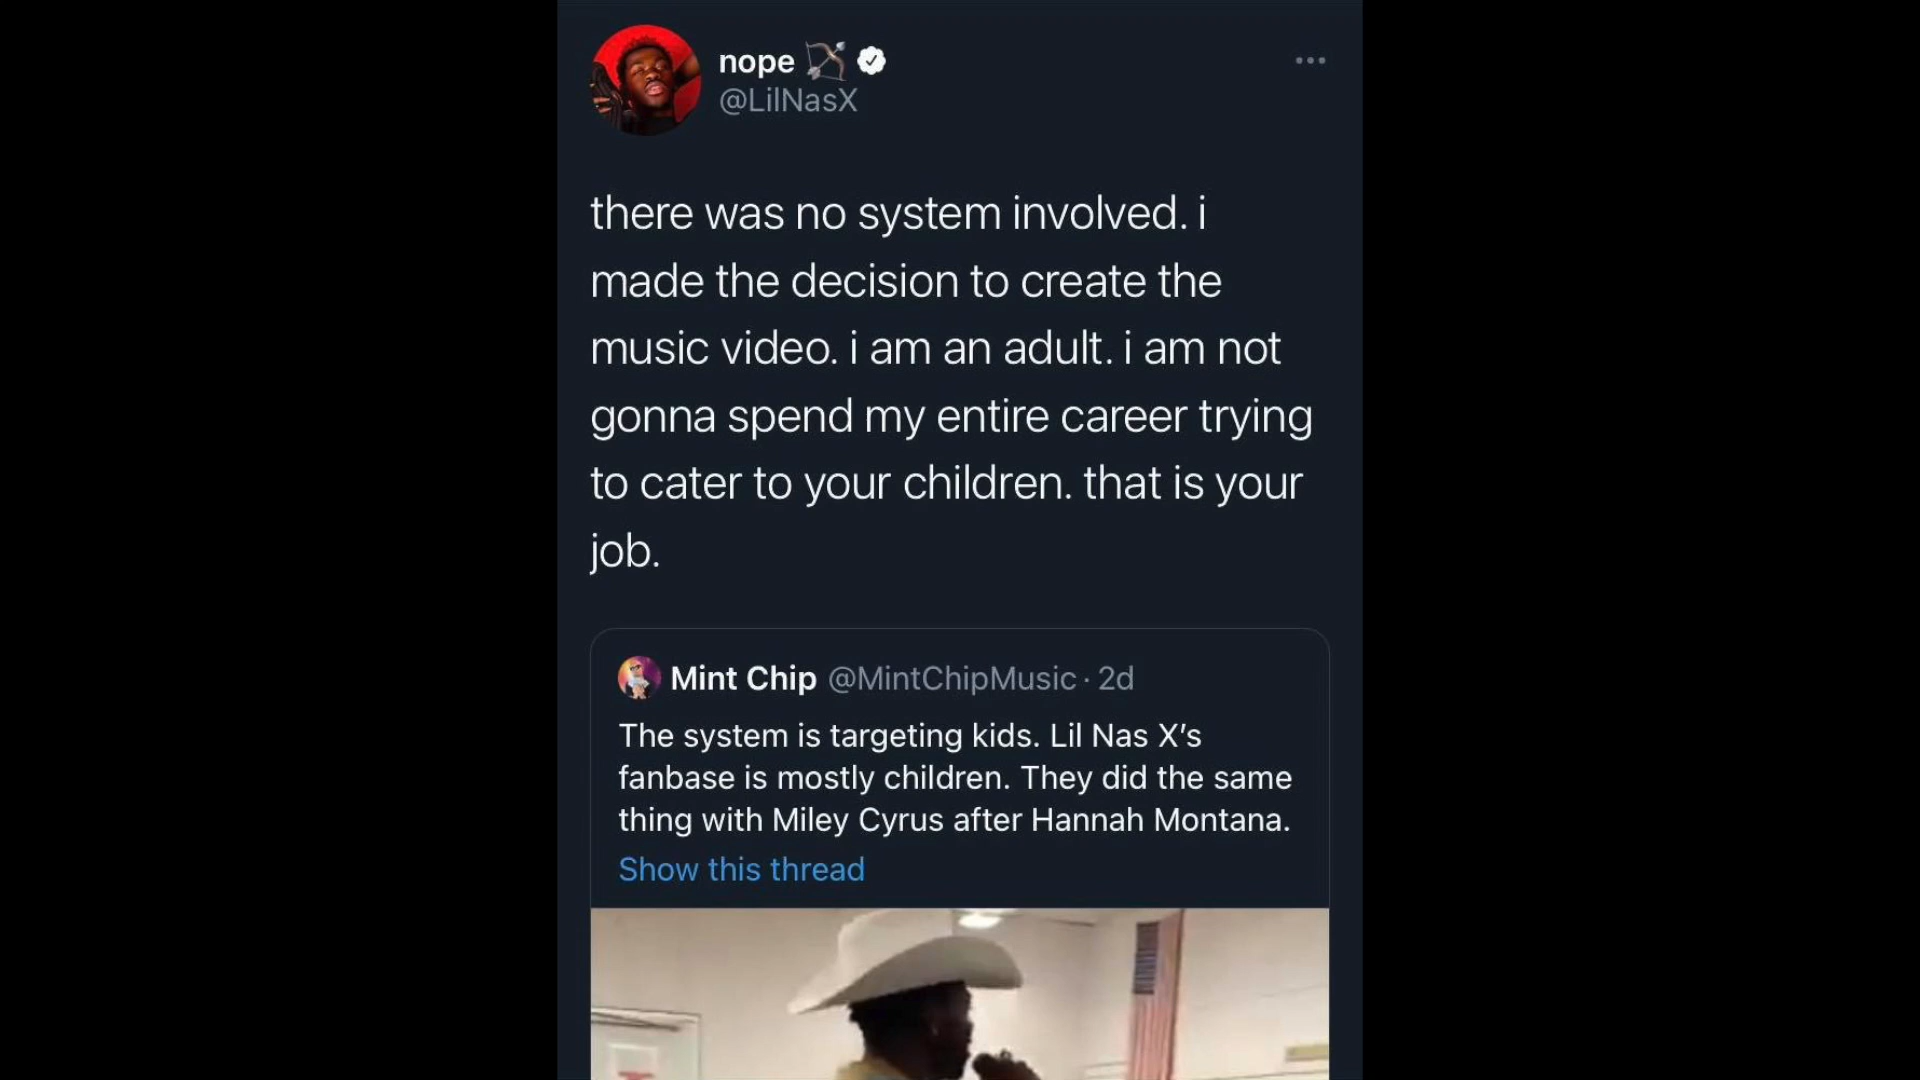 nope
@LilNasX
there was no system involved. i
made the decision to create the
music video. i am an adult. i am not
gonna spend my entire career trying
to cater to your children. that is your
job.
Mint Chip @MintChipMusic · 2d
The system is targeting kids. Lil Nas X’s
fanbase is mostly children. They did the same
thing with Miley Cyrus after Hannah Montana.
Show this thread